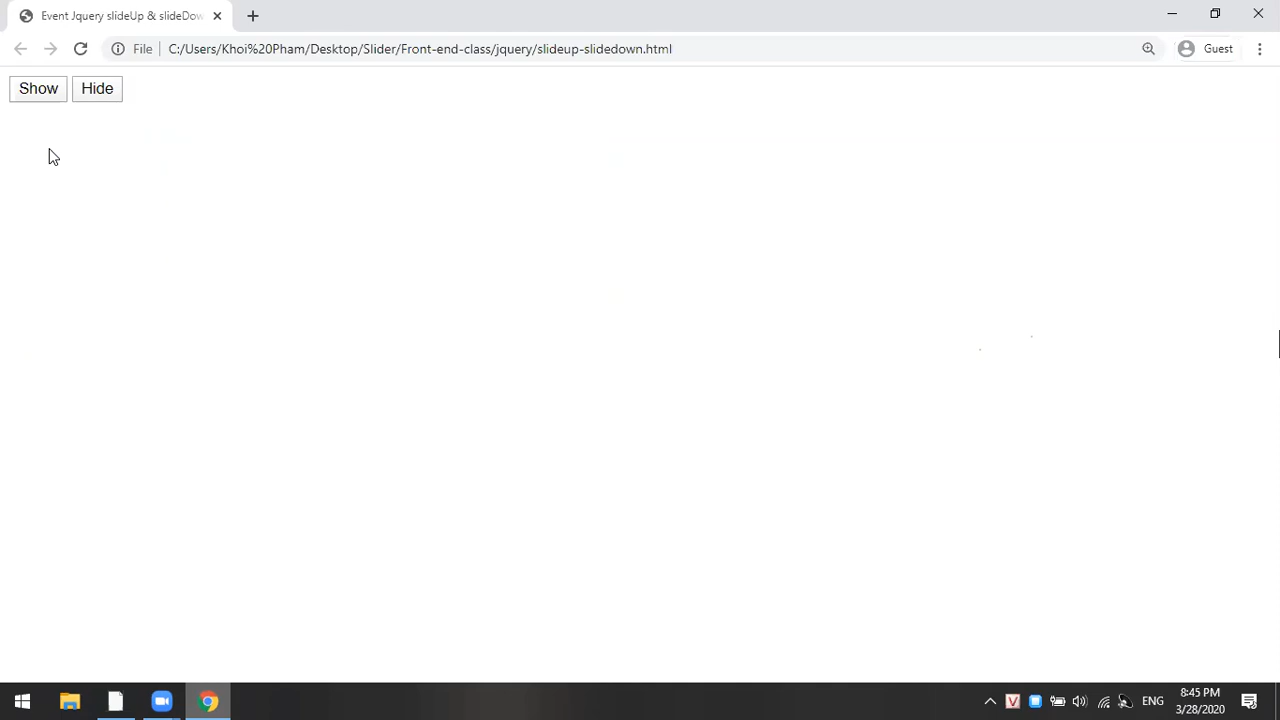 Event Jquery slideUp & slideDow
File
C:/Users/Khoi%20Pham/Desktop/Slider/Front-end-class/jquery/slideup-slidedown.html
Guest
Show Hide
V
ENG
8:45 PM
3/28/2020